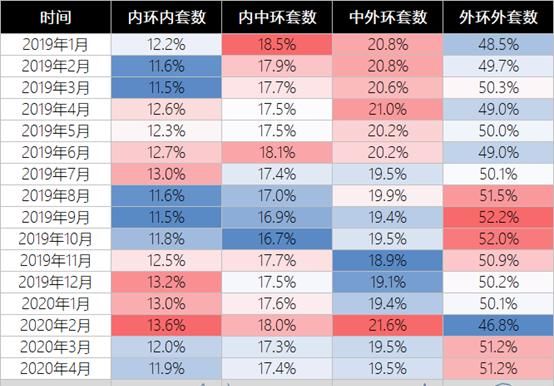 时间 内环内套数 内中环套数 中外环套数 外环外套数
2019年1月 12.2% 18.5% 20.8% 48.5%
2019年2月 11.6% 17.9% 20.8% 49.7%
2019年3月 11.5% 17.7% 20.6% 50.3%
2019年4月 12.6% 17.5% 21.0% 49.0%
2019年5月 12.3% 17.5% 20.2% 50.0%
2019年6月 12.7% 18.1% 20.2% 49.0%
2019年7月 13.0% 17.4% 19.5% 50.1%
2019年8月 11.6% 17.0% 19.9% 51.5%
2019年9月 11.5% 16.9% 19.4% 52.2%
2019年10月 11.8% 16.7% 19.5% 52.0%
2019年11月 12.5% 17.7% 18.9% 50.9%
2019年12月 13.2% 17.5% 19.1% 50.2%
2020年1月 13.0% 17.6% 19.4% 50.1%
2020年2月 13.6% 18.0% 21.6% 46.8%
2020年3月 12.0% 17.3% 19.5% 51.2%
2020年4月 11.9% 17.4% 19.5% 51.2%